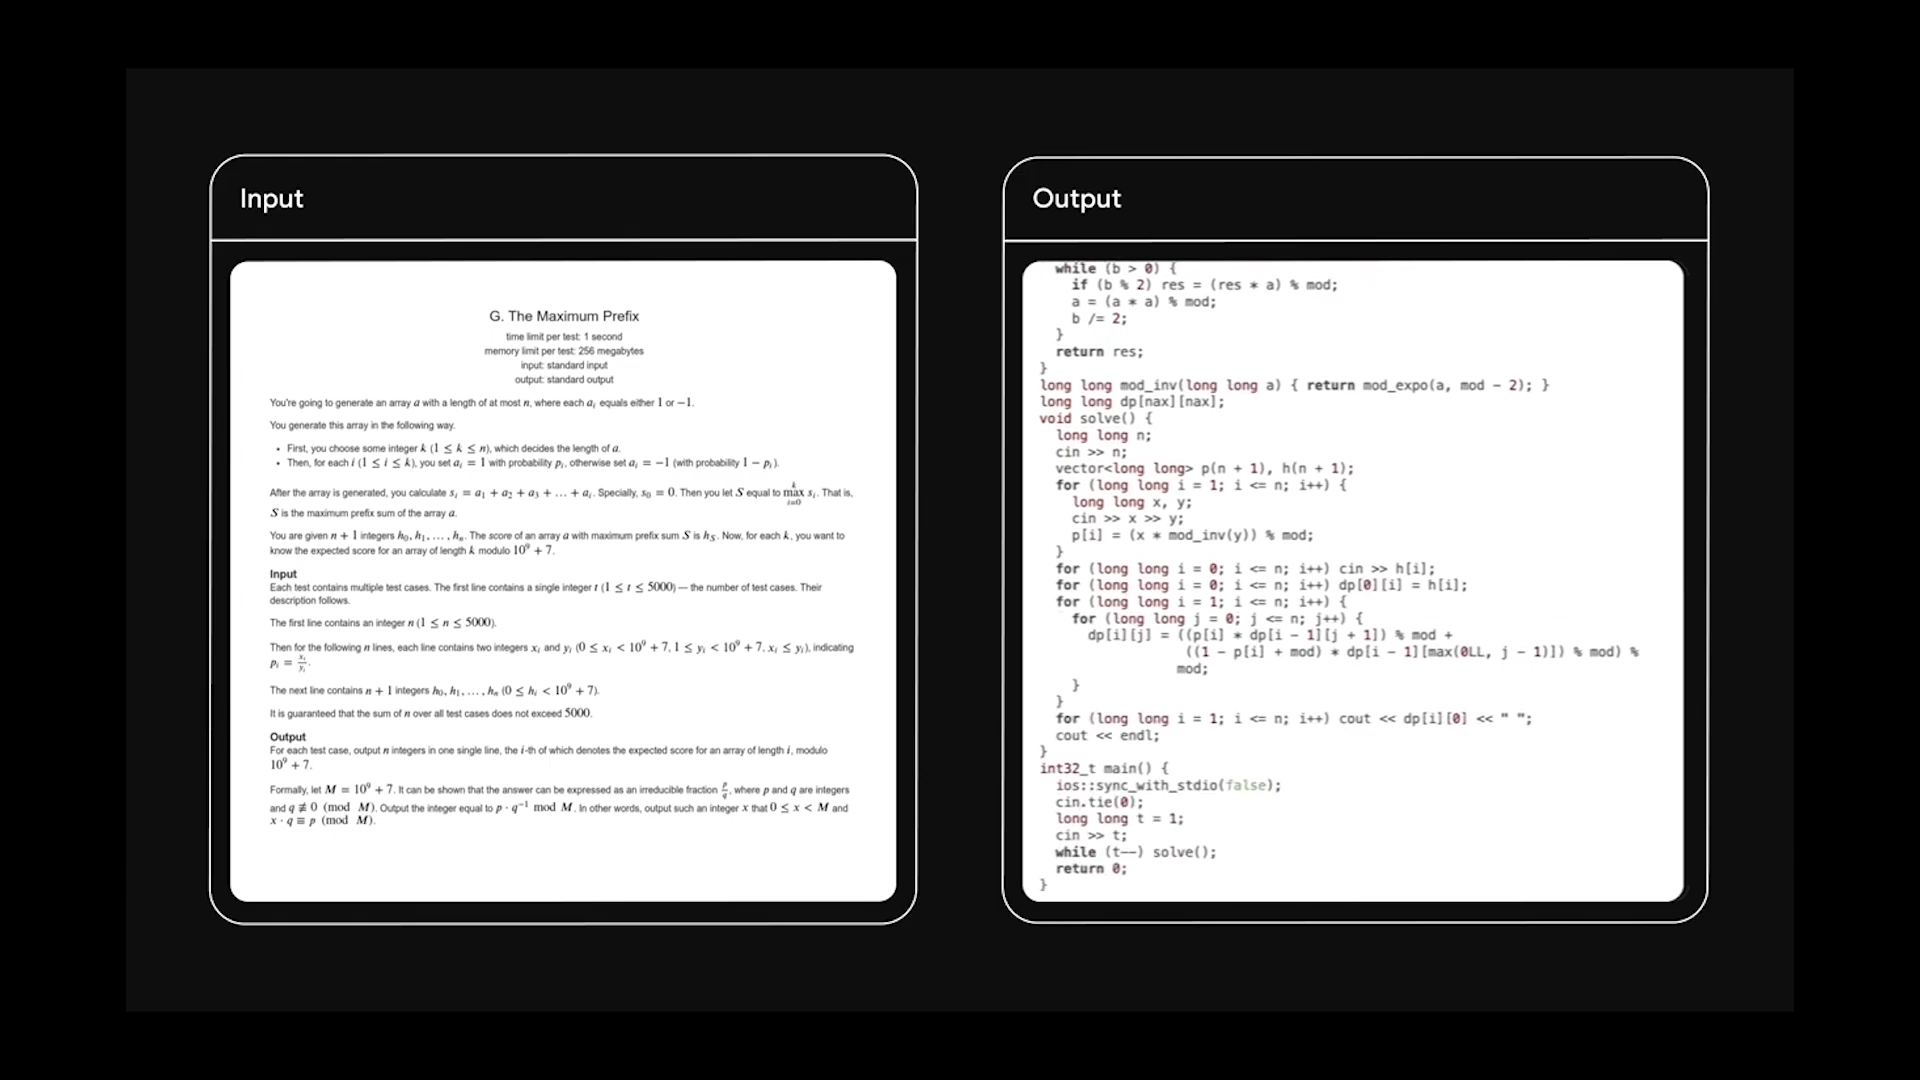 Input
G. The Maximum Prefix
time limit per test: 1 second
memory limit per test: 256 megabytes
input: standard input
output: standard output
You're going to generate an array a with a length of at most n, where each a_i equals either 1 or −1.
You generate this array in the following way.
• First, you choose some integer k (1 ≤ k ≤ n), which decides the length of a.
• Then, for each i (1 ≤ i ≤ k), you set a_i = 1 with probability p_i, otherwise set a_i = −1 (with probability 1 − p_i).
After the array is generated, you calculate s_i = a_1 + a_2 + a_3 + … + a_i. Specially, s_0 = 0. Then you let S equal to max_{i=0}^{k} s_i. That is,
S is the maximum prefix sum of the array a.
You are given n + 1 integers h_0, h_1, …, h_n. The score of an array a with maximum prefix sum S is h_S. Now, for each k, you want to
know the expected score for an array of length k modulo 10^9 + 7.
Input
Each test contains multiple test cases. The first line contains a single integer t (1 ≤ t ≤ 5000) — the number of test cases. Their
description follows.
The first line contains an integer n (1 ≤ n ≤ 5000).
Then for the following n lines, each line contains two integers x_i and y_i (0 ≤ x_i < 10^9 + 7, 1 ≤ y_i < 10^9 + 7, x_i ≤ y_i), indicating
p_i = x_i/y_i.
The next line contains n + 1 integers h_0, h_1, …, h_n (0 ≤ h_i < 10^9 + 7).
It is guaranteed that the sum of n over all test cases does not exceed 5000.
Output
For each test case, output n integers in one single line, the i-th of which denotes the expected score for an array of length i, modulo
10^9 + 7.
Formally, let M = 10^9 + 7. It can be shown that the answer can be expressed as an irreducible fraction p/q, where p and q are integers
and q ≢ 0 (mod M). Output the integer equal to p · q^−1 mod M. In other words, output such an integer x that 0 ≤ x < M and
x · q ≡ p (mod M).
Output
while (b > 0) {
if (b % 2) res = (res * a) % mod;
a = (a * a) % mod;
b /= 2;
}
return res;
}
long long mod_inv(long long a) { return mod_expo(a, mod - 2); }
long long dp[nax][nax];
void solve() {
long long n;
cin >> n;
vector<long long> p(n + 1), h(n + 1);
for (long long i = 1; i <= n; i++) {
long long x, y;
cin >> x >> y;
p[i] = (x * mod_inv(y)) % mod;
}
for (long long i = 0; i <= n; i++) cin >> h[i];
for (long long i = 0; i <= n; i++) dp[0][i] = h[i];
for (long long i = 1; i <= n; i++) {
for (long long j = 0; j <= n; j++) {
dp[i][j] = ((p[i] * dp[i - 1][j + 1]) % mod +
((1 - p[i] + mod) * dp[i - 1][max(0LL, j - 1)]) % mod) %
mod;
}
}
for (long long i = 1; i <= n; i++) cout << dp[i][0] << " ";
cout << endl;
}
int32_t main() {
ios::sync_with_stdio(false);
cin.tie(0);
long long t = 1;
cin >> t;
while (t--) solve();
return 0;
}